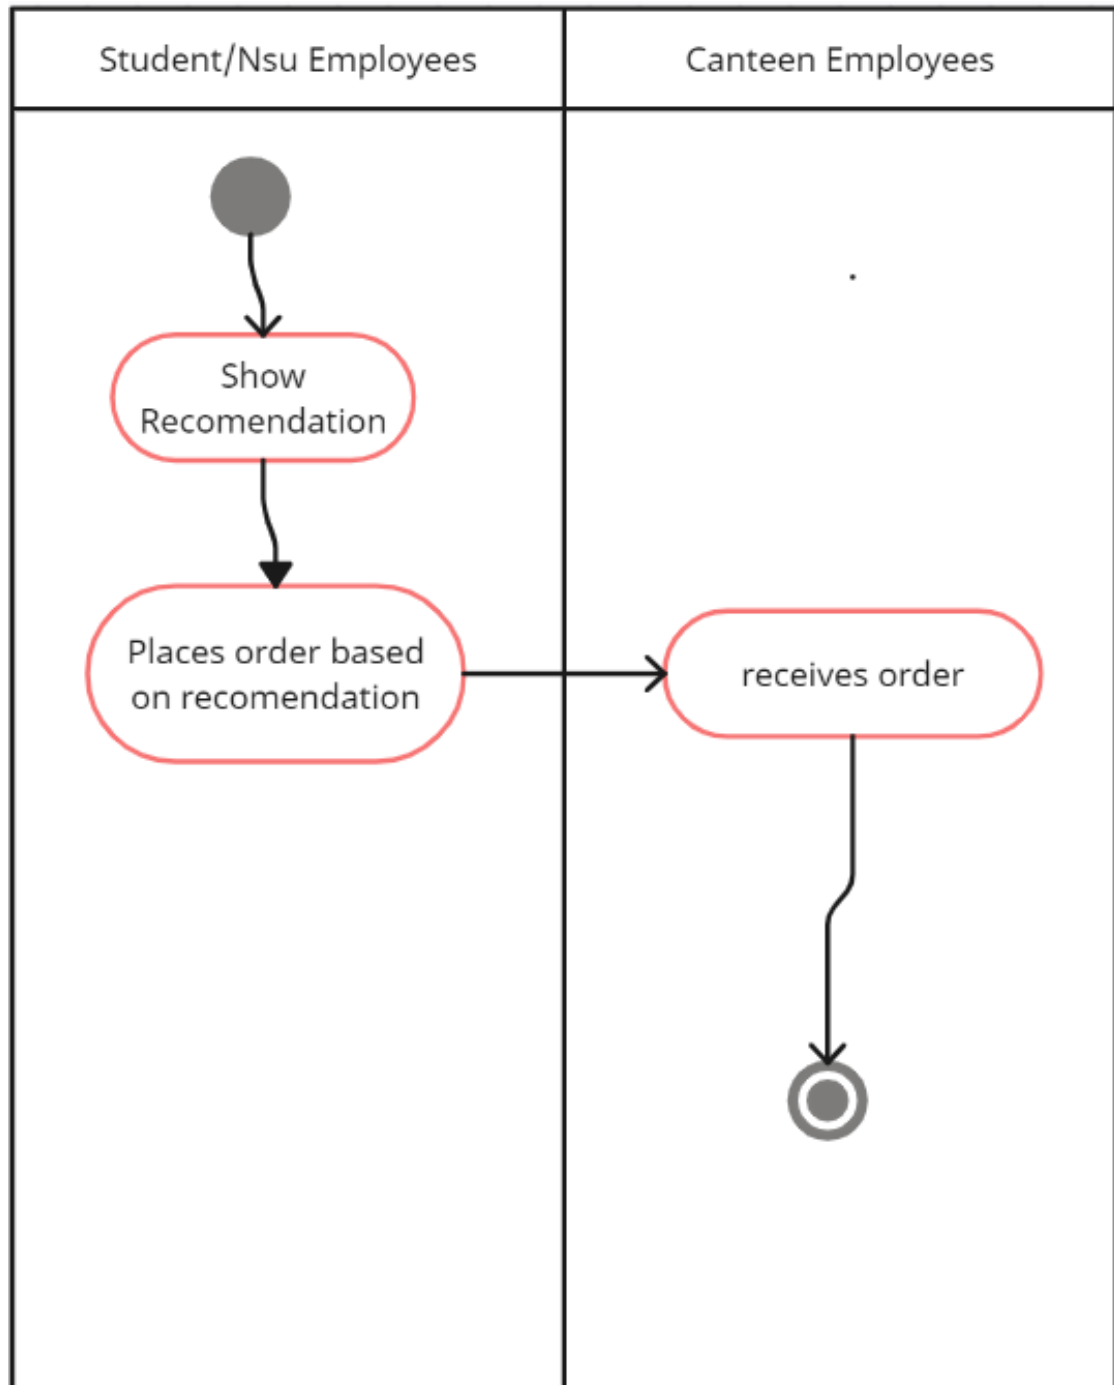 Student/Nsu Employees
Canteen Employees
Show
Recomendation
Places order based
on recomendation
receives order